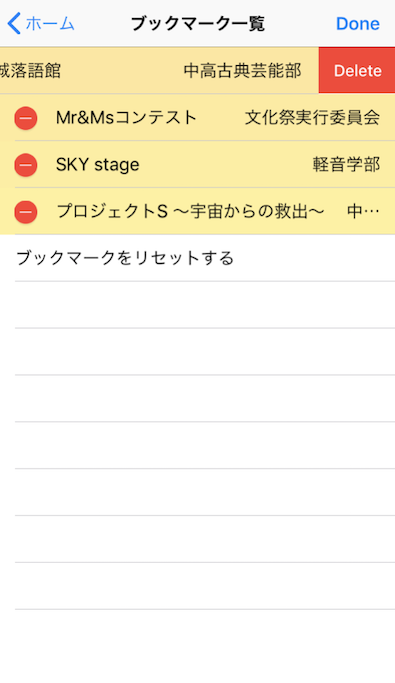 ホーム ブックマーク一覧 Done
城落語館 中高古典芸能部 Delete
Mr&Msコンテスト 文化祭実行委員会
SKY stage 軽音学部
プロジェクトS 〜宇宙からの救出〜 中…
ブックマークをリセットする